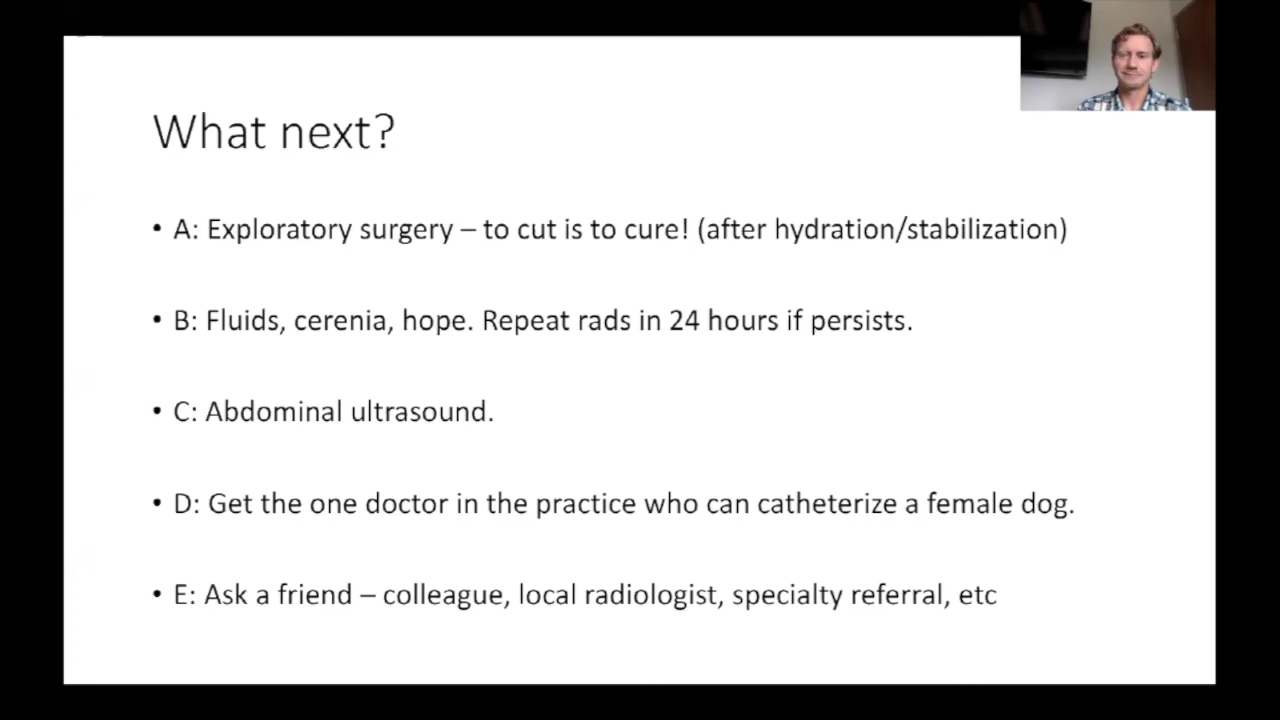 What next?
• A: Exploratory surgery – to cut is to cure! (after hydration/stabilization)
• B: Fluids, cerenia, hope. Repeat rads in 24 hours if persists.
• C: Abdominal ultrasound.
• D: Get the one doctor in the practice who can catheterize a female dog.
• E: Ask a friend – colleague, local radiologist, specialty referral, etc